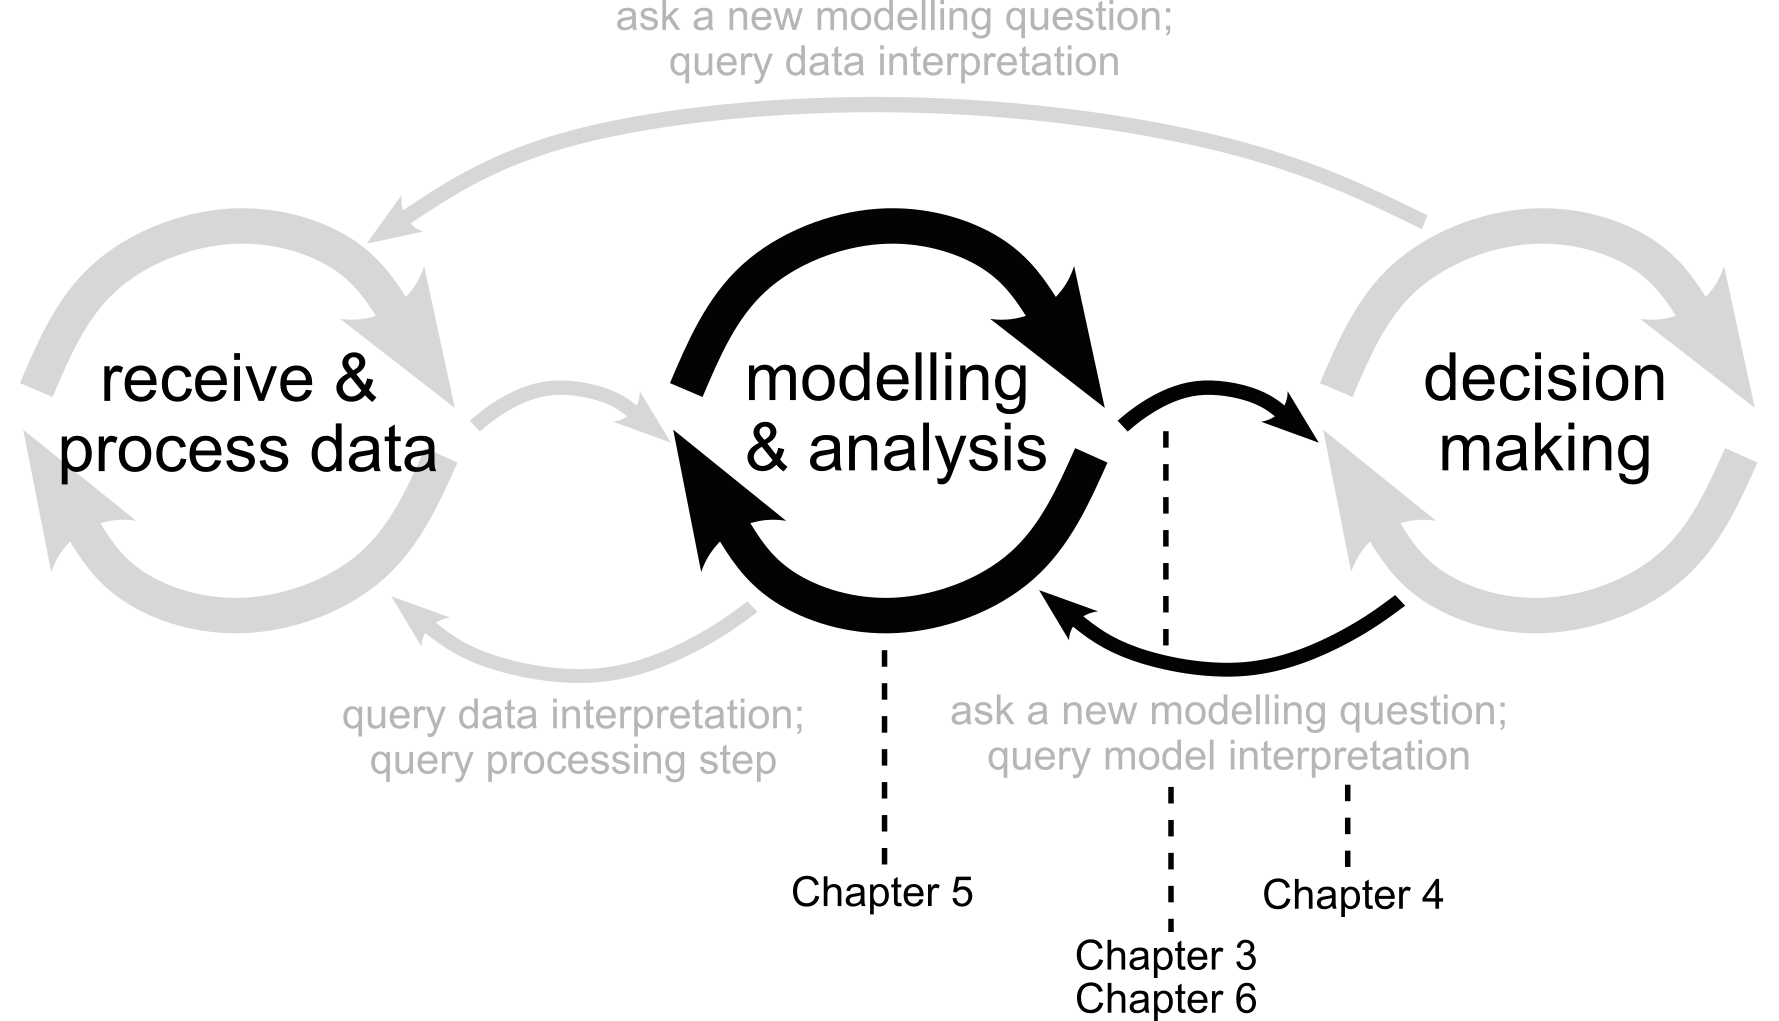 ask a new modelling question;
query data interpretation
receive &
process data
modelling
& analysis
decision
making
query data interpretation;
query processing step
ask a new modelling question;
query model interpretation
Chapter 5
Chapter 4
Chapter 3
Chapter 6